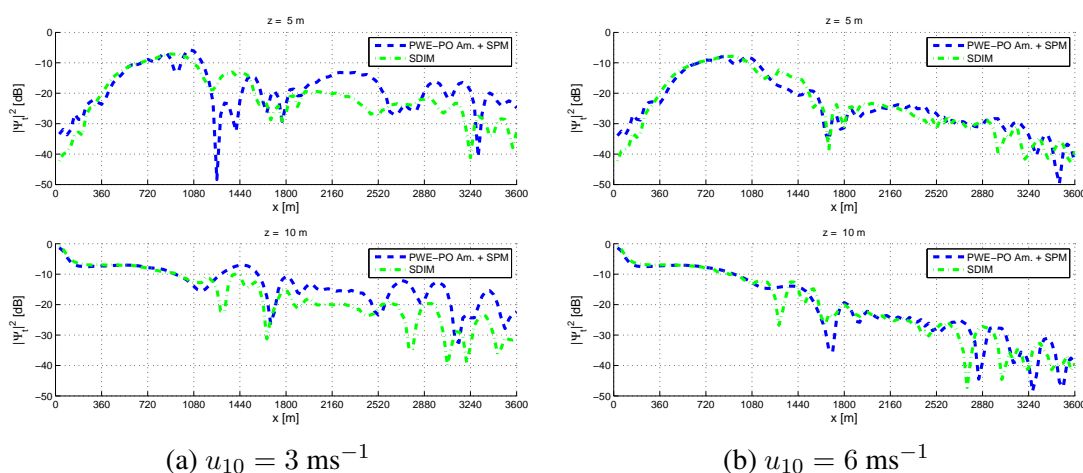 z = 5 m
|Ψt|² [dB]
0
−10
−20
−30
−40
−50
PWE−PO Am. + SPM
SDIM
0 360 720 1080 1440 1800 2160 2520 2880 3240 3600
x [m]
z = 10 m
|Ψt|² [dB]
0
−10
−20
−30
−40
−50
PWE−PO Am. + SPM
SDIM
0 360 720 1080 1440 1800 2160 2520 2880 3240 3600
x [m]
(a) u₁₀ = 3 ms⁻¹
z = 5 m
|Ψt|² [dB]
0
−10
−20
−30
−40
−50
PWE−PO Am. + SPM
SDIM
0 360 720 1080 1440 1800 2160 2520 2880 3240 3600
x [m]
z = 10 m
|Ψt|² [dB]
0
−10
−20
−30
−40
−50
PWE−PO Am. + SPM
SDIM
0 360 720 1080 1440 1800 2160 2520 2880 3240 3600
x [m]
(b) u₁₀ = 6 ms⁻¹